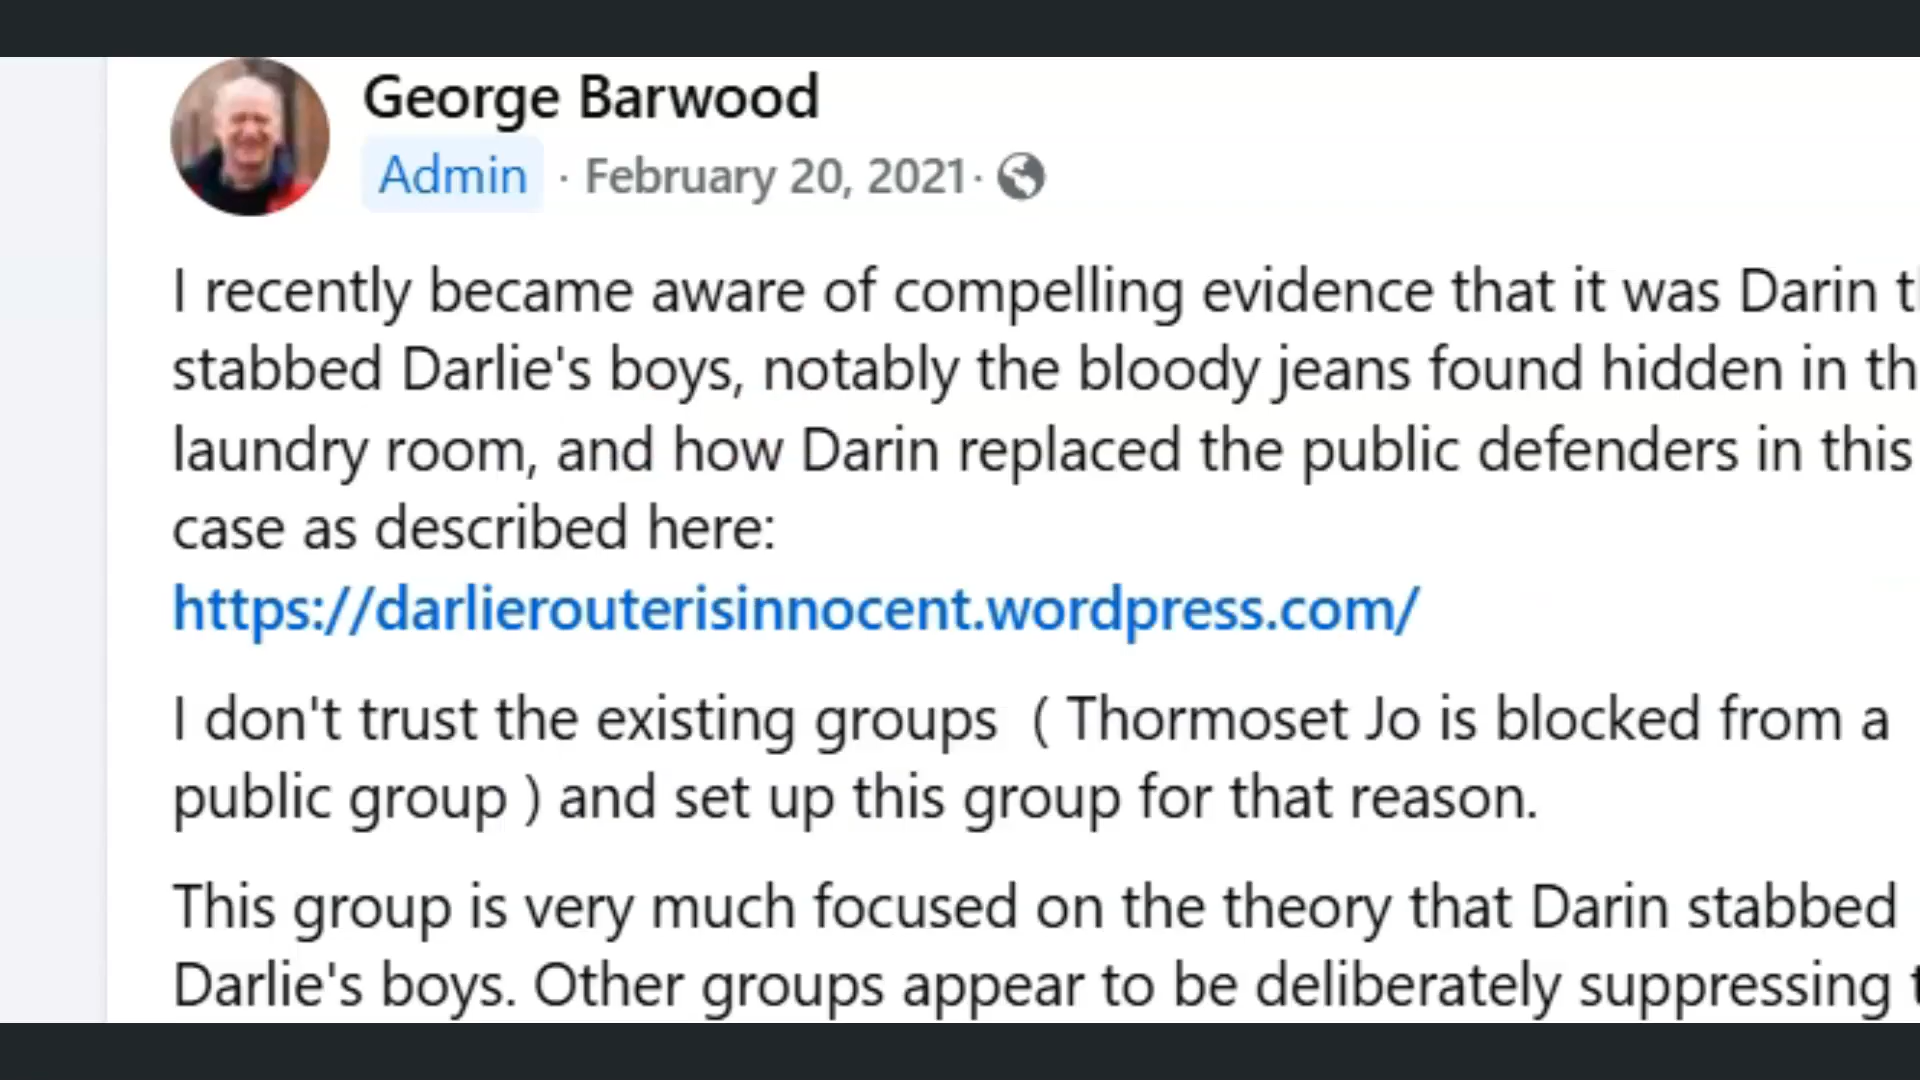 George Barwood
Admin · February 20, 2021 ·
I recently became aware of compelling evidence that it was Darin
stabbed Darlie's boys, notably the bloody jeans found hidden in
laundry room, and how Darin replaced the public defenders in this
case as described here:
https://darlierouterisinnocent.wordpress.com/
I don't trust the existing groups ( Thormoset Jo is blocked from a
public group ) and set up this group for that reason.
This group is very much focused on the theory that Darin stabbed
Darlie's boys. Other groups appear to be deliberately suppressing